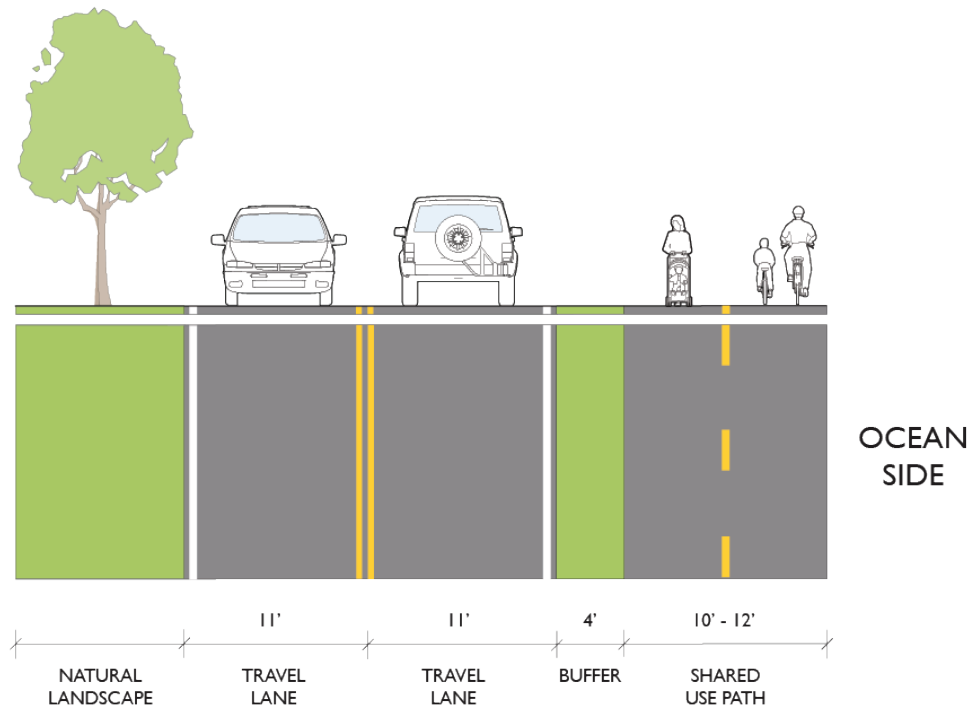 OCEAN
SIDE
11’
11’
4’
10’ - 12’
NATURAL
LANDSCAPE
TRAVEL
LANE
TRAVEL
LANE
BUFFER
SHARED
USE PATH